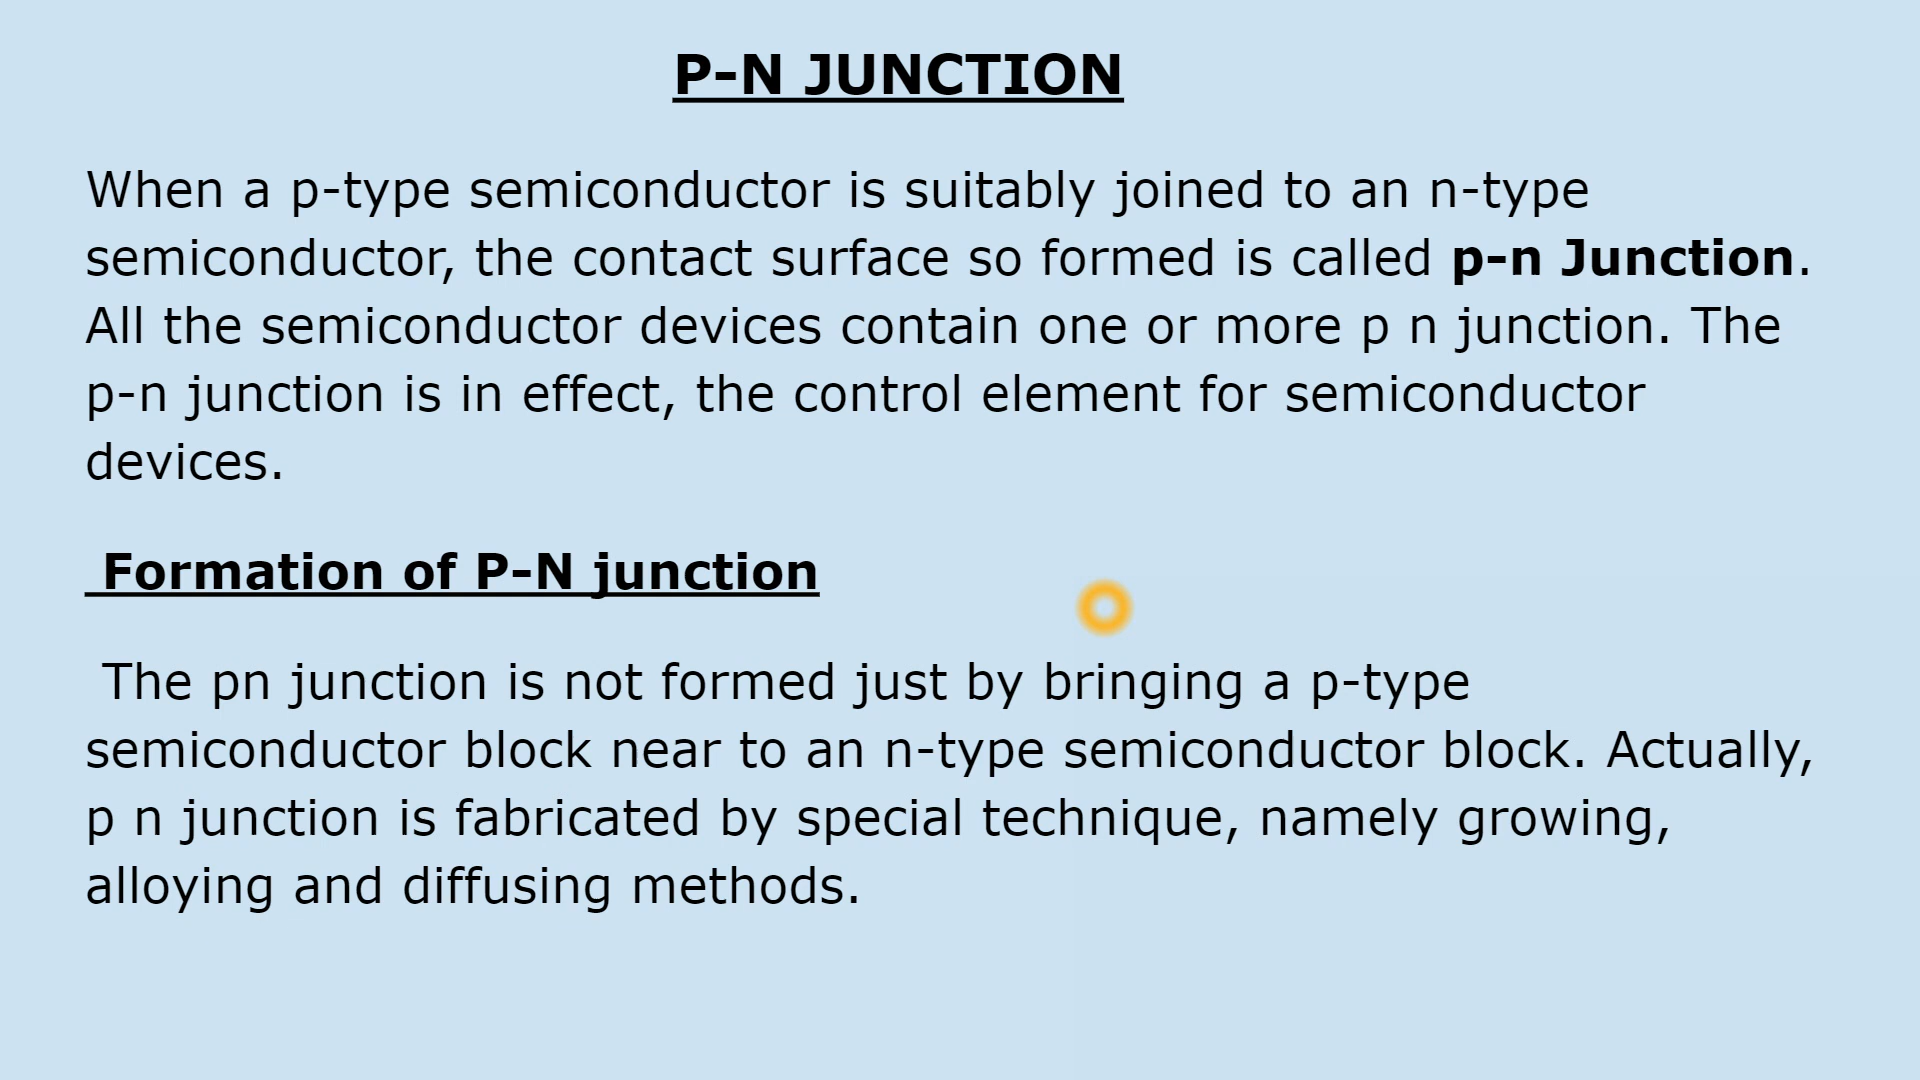 P-N JUNCTION
When a p-type semiconductor is suitably joined to an n-type
semiconductor, the contact surface so formed is called p-n Junction.
All the semiconductor devices contain one or more p n junction. The
p-n junction is in effect, the control element for semiconductor
devices.
Formation of P-N junction
The pn junction is not formed just by bringing a p-type
semiconductor block near to an n-type semiconductor block. Actually,
p n junction is fabricated by special technique, namely growing,
alloying and diffusing methods.